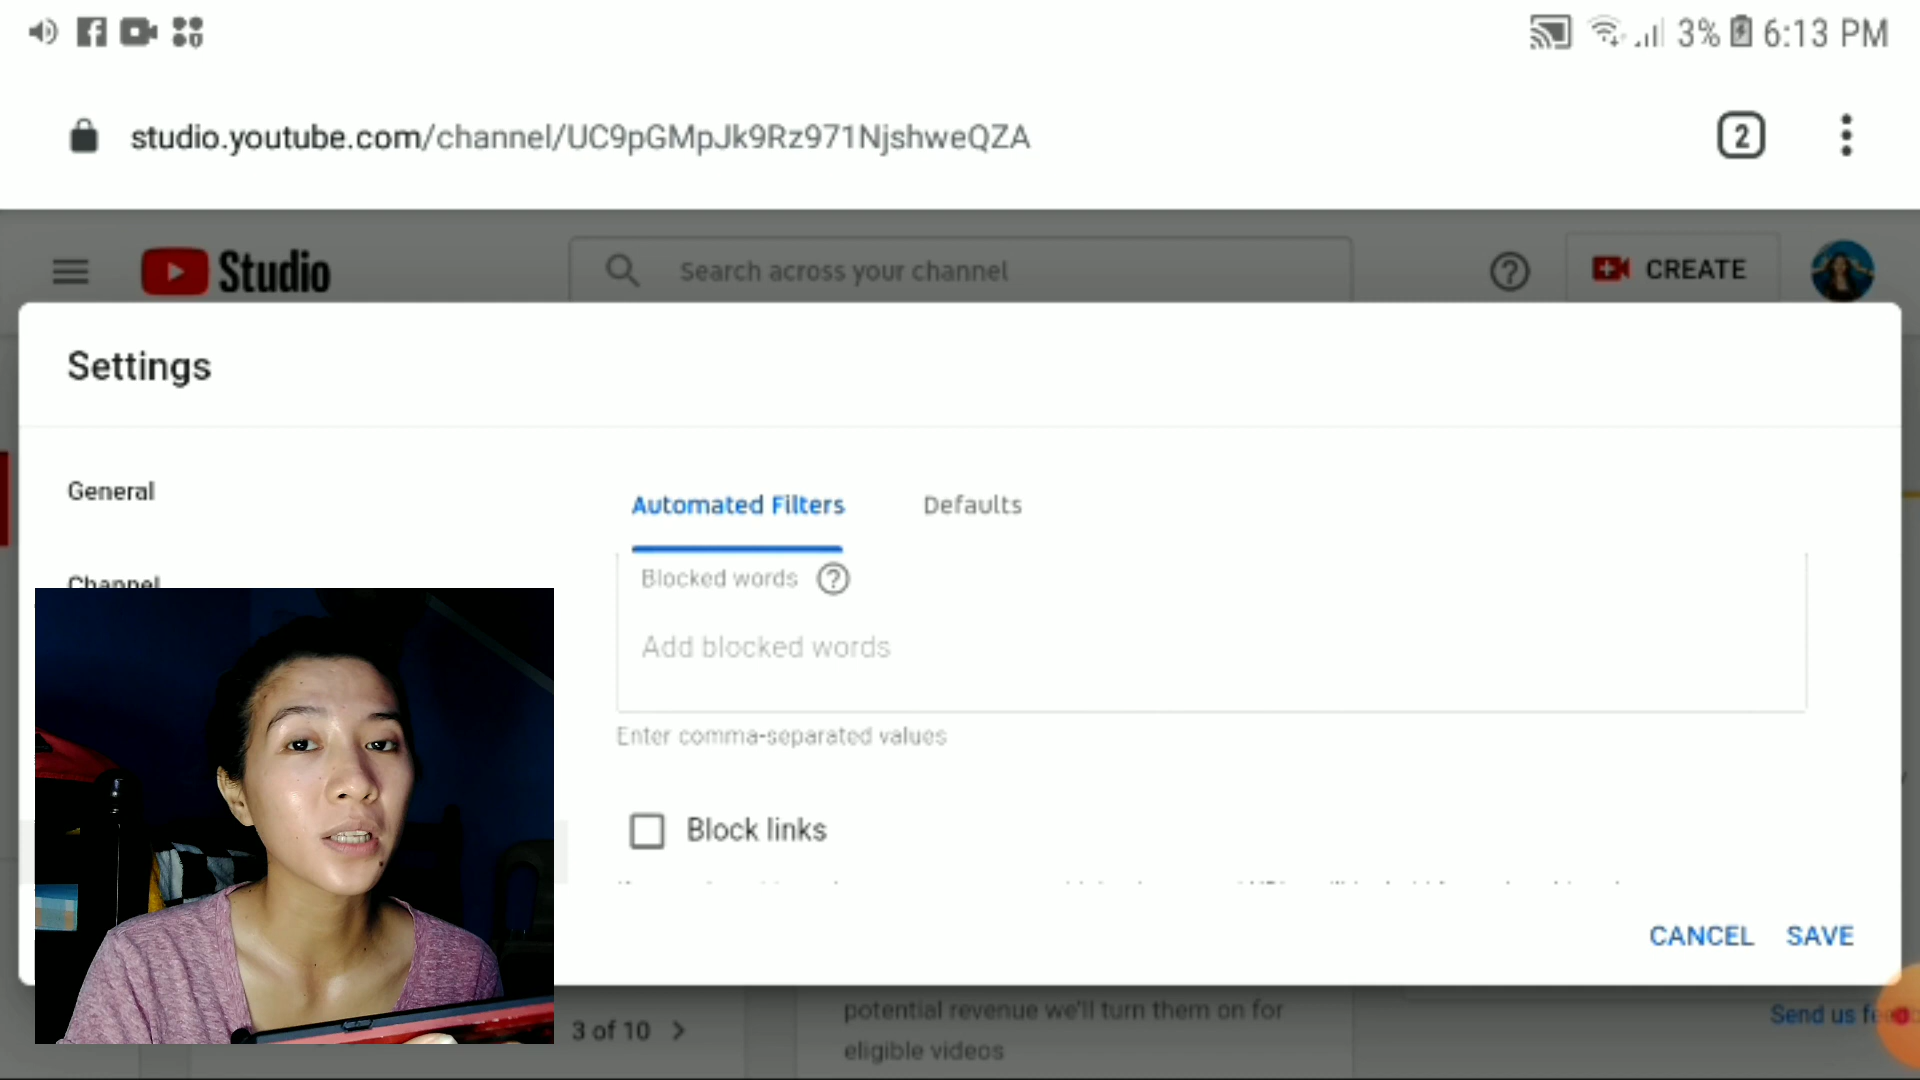 3% 6:13 PM
studio.youtube.com/channel/UC9pGMpJk9Rz971NjshweQZA
2
Studio
Search across your channel
CREATE
Settings
General
Automated Filters
Defaults
Channel
Blocked words
Add blocked words
Enter comma-separated values
Block links
CANCEL
SAVE
3 of 10
potential revenue we'll turn them on for
eligible videos
Send us